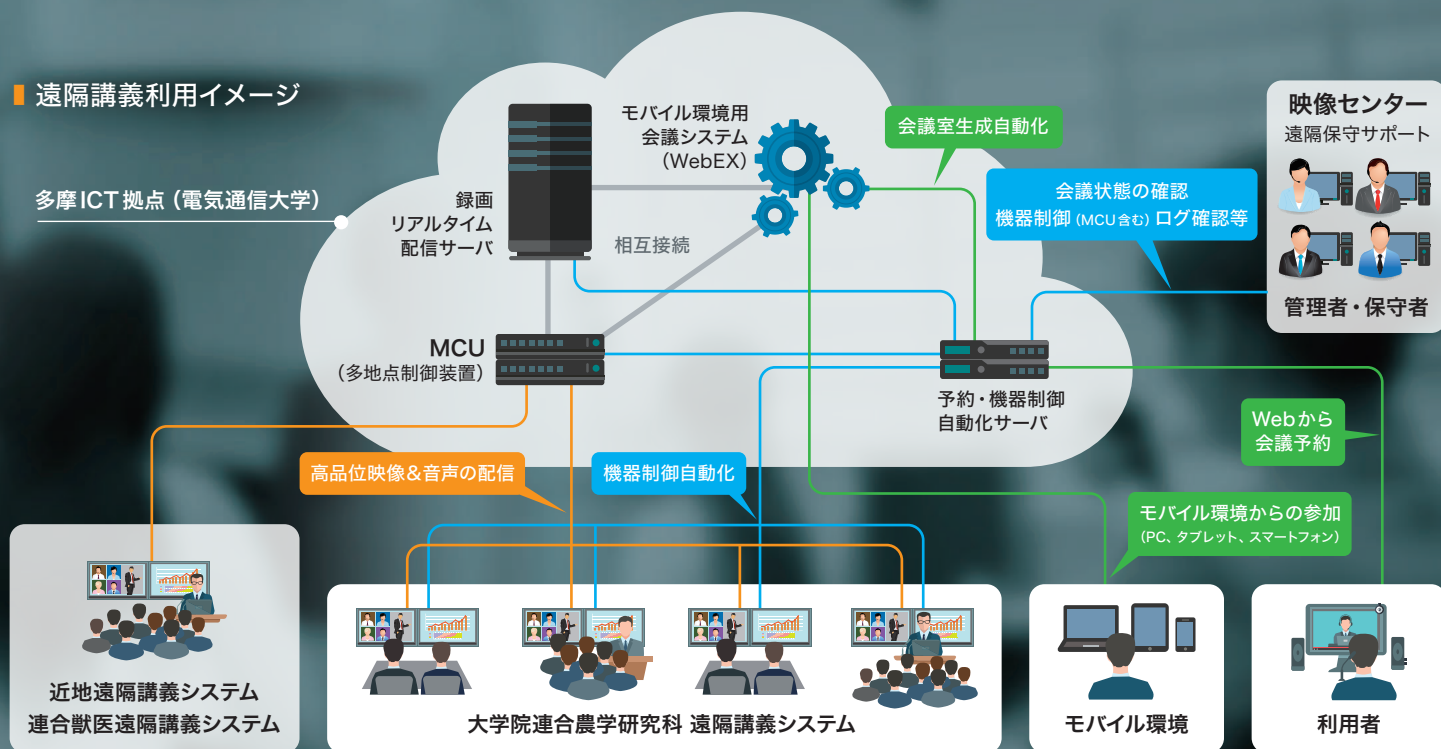 遠隔講義利用イメージ
多摩ICT拠点（電気通信大学）
録画
リアルタイム
配信サーバ
モバイル環境用
会議システム
（WebEX）
相互接続
会議室生成自動化
会議状態の確認
機器制御（MCU含む）ログ確認等
映像センター
遠隔保守サポート
管理者・保守者
MCU
（多地点制御装置）
予約・機器制御
自動化サーバ
高品位映像&音声の配信
機器制御自動化
Webから
会議予約
モバイル環境からの参加
（PC、タブレット、スマートフォン）
近地遠隔講義システム
連合獣医遠隔講義システム
大学院連合農学研究科 遠隔講義システム
モバイル環境
利用者